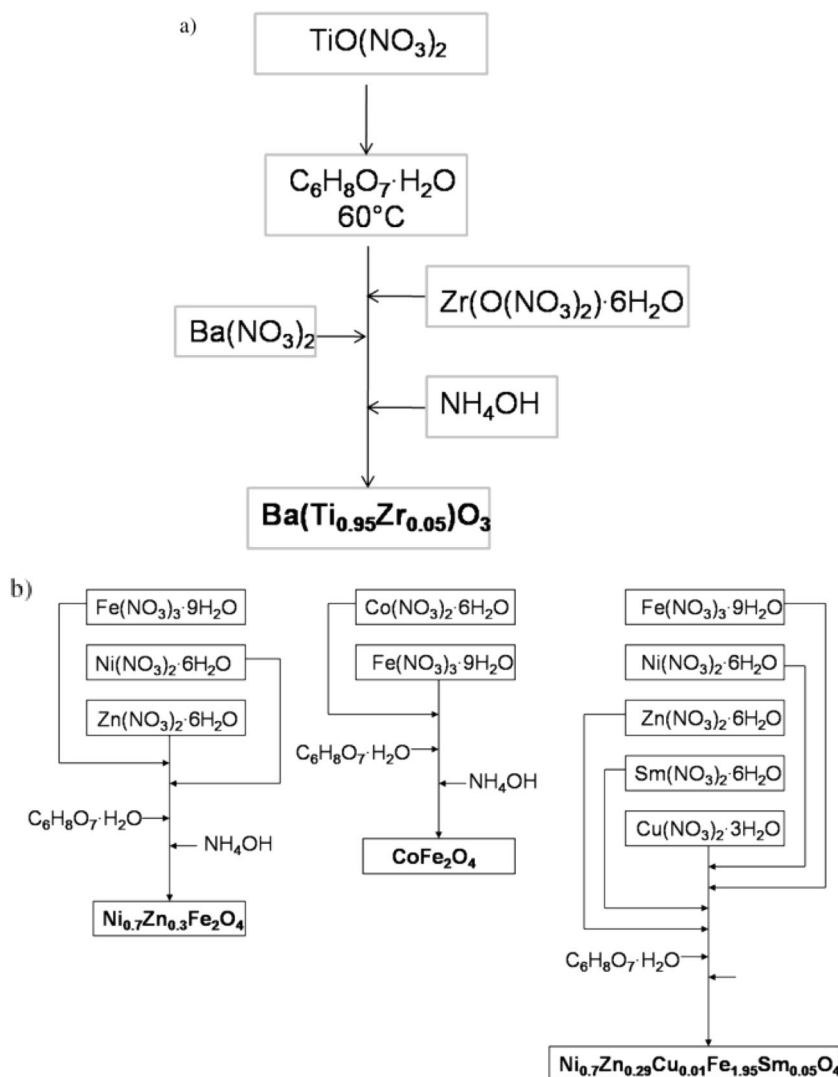 a)
TiO(NO₃)₂
C₆H₈O₇·H₂O
60°C
Zr(O(NO₃)₂)·6H₂O
Ba(NO₃)₂
NH₄OH
Ba(Ti₀.₉₅Zr₀.₀₅)O₃
b)
Fe(NO₃)₃·9H₂O
Ni(NO₃)₂·6H₂O
Zn(NO₃)₂·6H₂O
C₆H₈O₇·H₂O
NH₄OH
Ni₀.₇Zn₀.₃Fe₂O₄
Co(NO₃)₂·6H₂O
Fe(NO₃)₃·9H₂O
C₆H₈O₇·H₂O
NH₄OH
CoFe₂O₄
Fe(NO₃)₃·9H₂O
Ni(NO₃)₂·6H₂O
Zn(NO₃)₂·6H₂O
Sm(NO₃)₂·6H₂O
Cu(NO₃)₂·3H₂O
C₆H₈O₇·H₂O
Ni₀.₇Zn₀.₂₉Cu₀.₀₁Fe₁.₉₅Sm₀.₀₅O₄